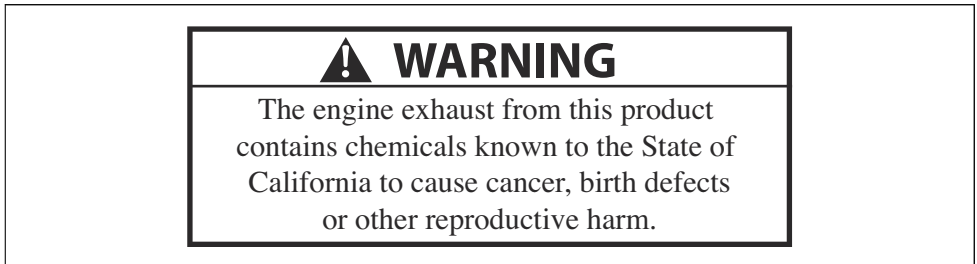 WARNING
The engine exhaust from this product
contains chemicals known to the State of
California to cause cancer, birth defects
or other reproductive harm.